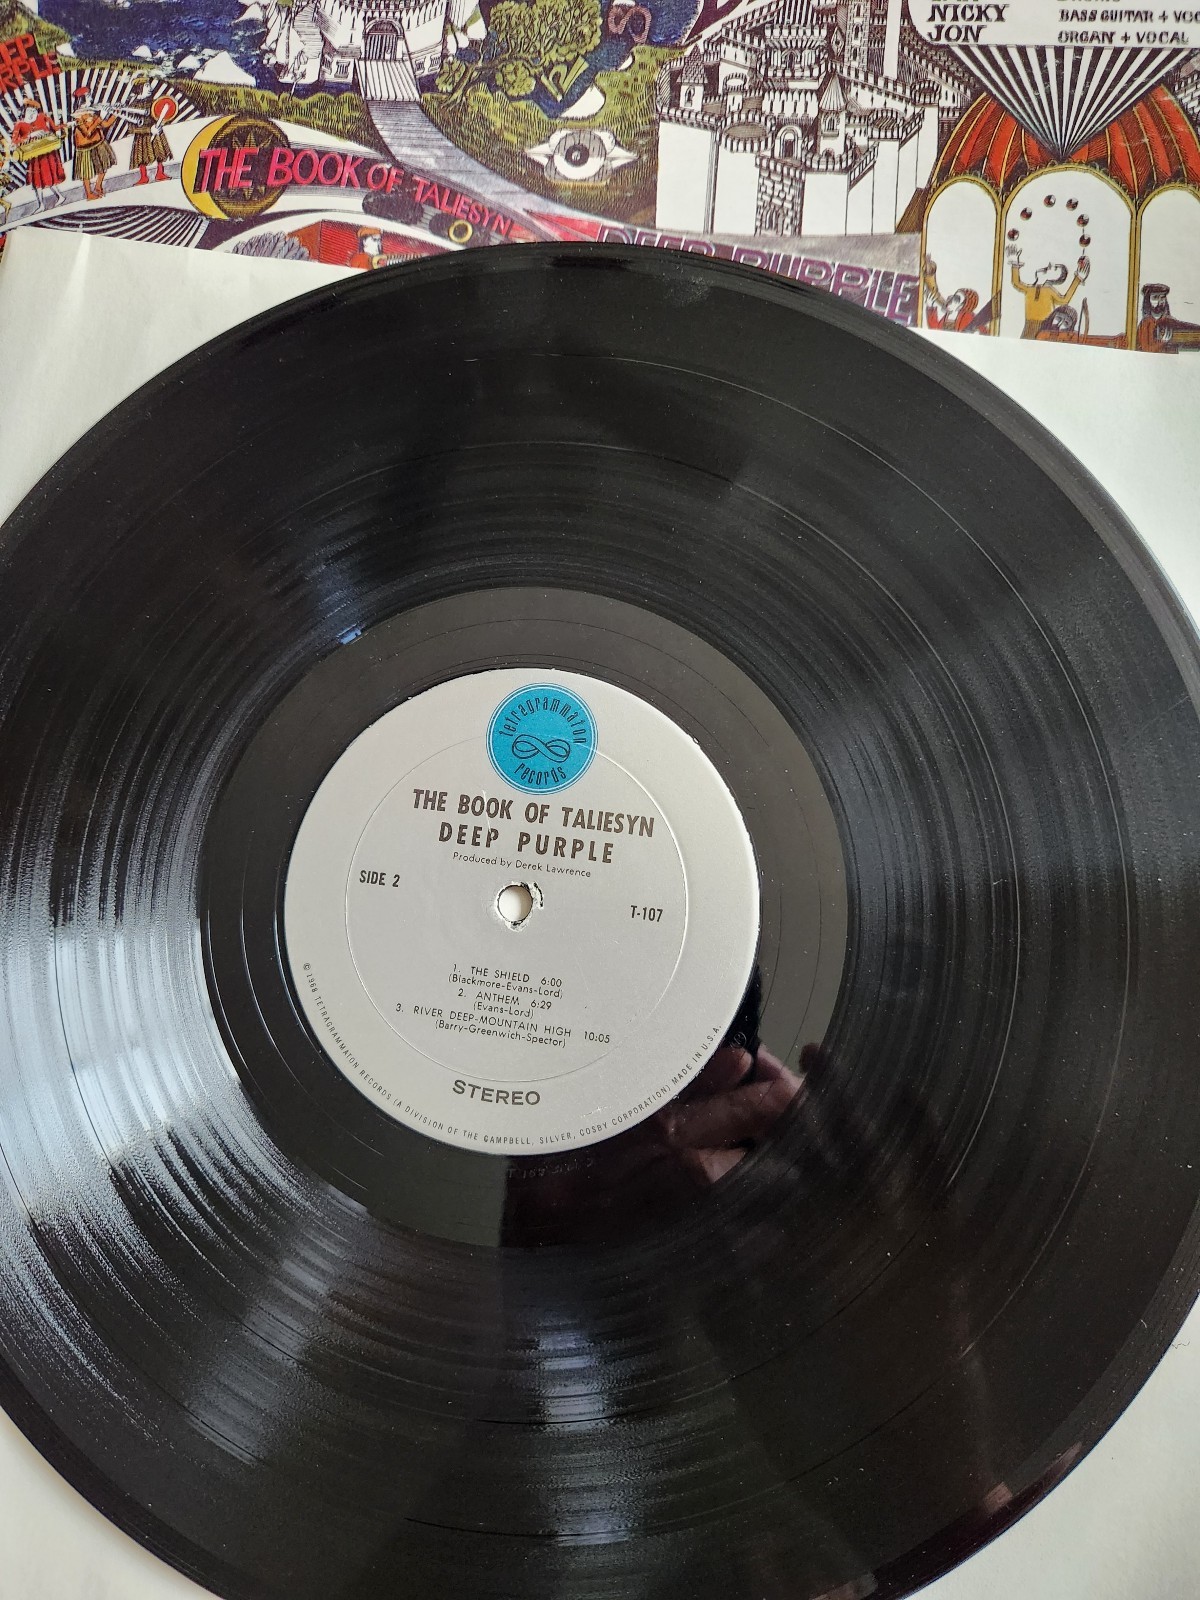 NICKY
BASS GUITAR + VOC
JON
ORGAN + VOCAL
THE BOOK OF TALIESYN
DEEP PURPLE
tetragrammaton
records
THE BOOK OF TALIESYN
DEEP PURPLE
Produced by Derek Lawrence
SIDE 2
T-107
1. THE SHIELD 6:00
(Blackmore-Evans-Lord)
2. ANTHEM 6:29
(Evans-Lord)
3. RIVER DEEP-MOUNTAIN HIGH 10:05
(Barry-Greenwich-Spector)
STEREO
© 1968 TETRAGRAMMATON RECORDS (A DIVISION OF THE CAMPBELL, SILVER, COSBY CORPORATION) MADE IN U.S.A.